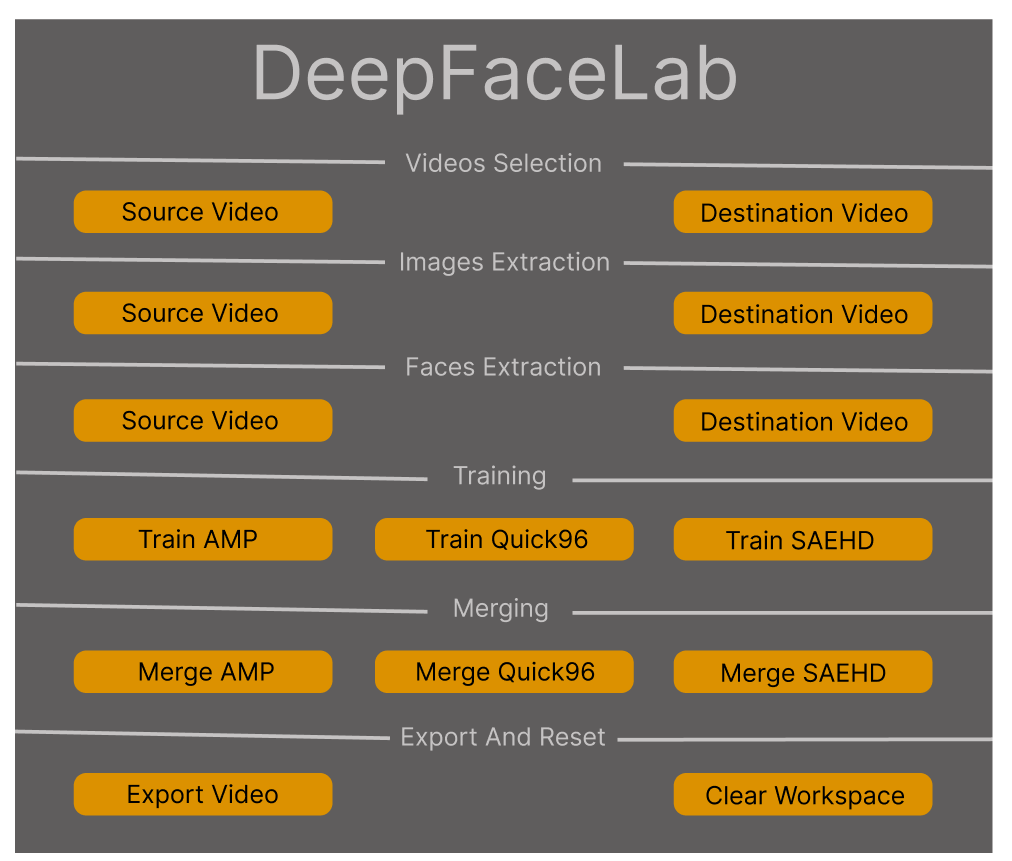 DeepFaceLab
Videos Selection
Source Video
Destination Video
Images Extraction
Source Video
Destination Video
Faces Extraction
Source Video
Destination Video
Training
Train AMP
Train Quick96
Train SAEHD
Merging
Merge AMP
Merge Quick96
Merge SAEHD
Export And Reset
Export Video
Clear Workspace